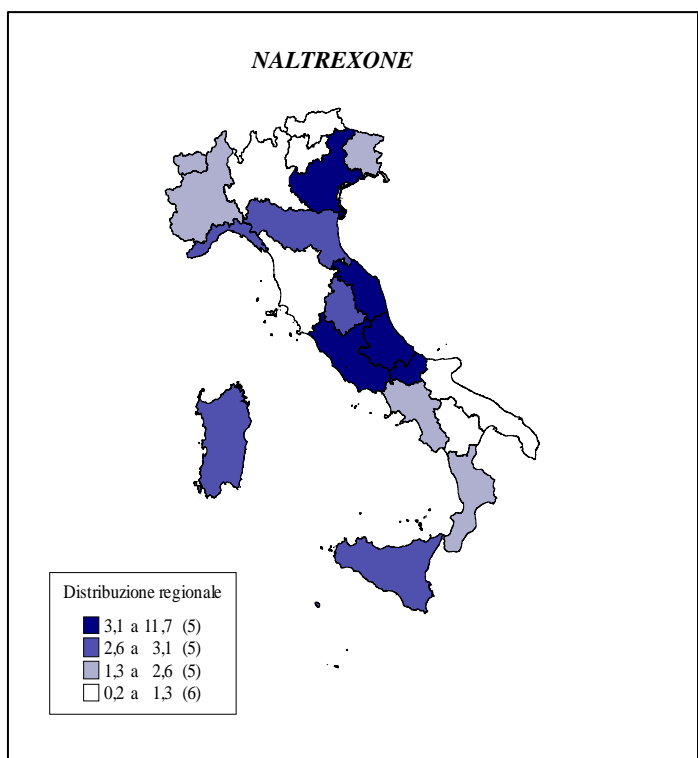 NALTREXONE
Distribuzione regionale
3,1 a 11,7 (5)
2,6 a 3,1 (5)
1,3 a 2,6 (5)
0,2 a 1,3 (6)